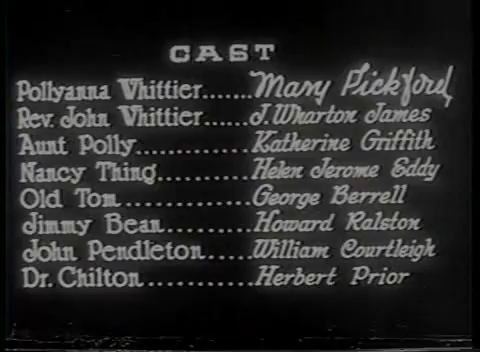 CAST
Pollyanna Whittier.......Mary Pickford
Rev. John Whittier......J. Wharton James
Aunt Polly.............Katherine Griffith
Nancy Thing..........Helen Jerome Eddy
Old Tom...............George Berrell
Jimmy Bean..........Howard Ralston
John Pendleton.....William Courtleigh
Dr. Chilton............Herbert Prior